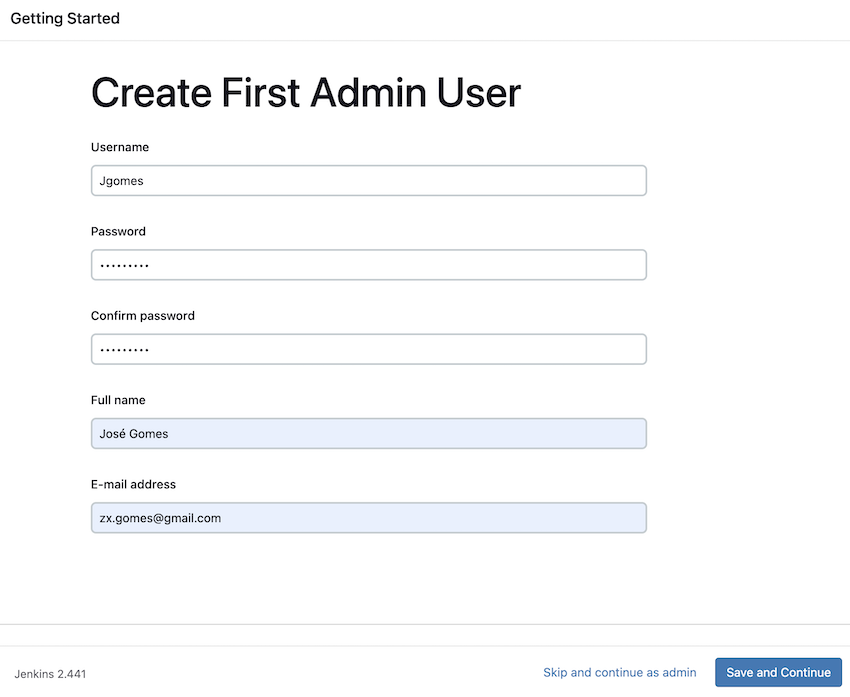 Getting Started
Create First Admin User
Username
Jgomes
Password
•••••••••
Confirm password
•••••••••
Full name
José Gomes
E-mail address
zx.gomes@gmail.com
Jenkins 2.441
Skip and continue as admin
Save and Continue